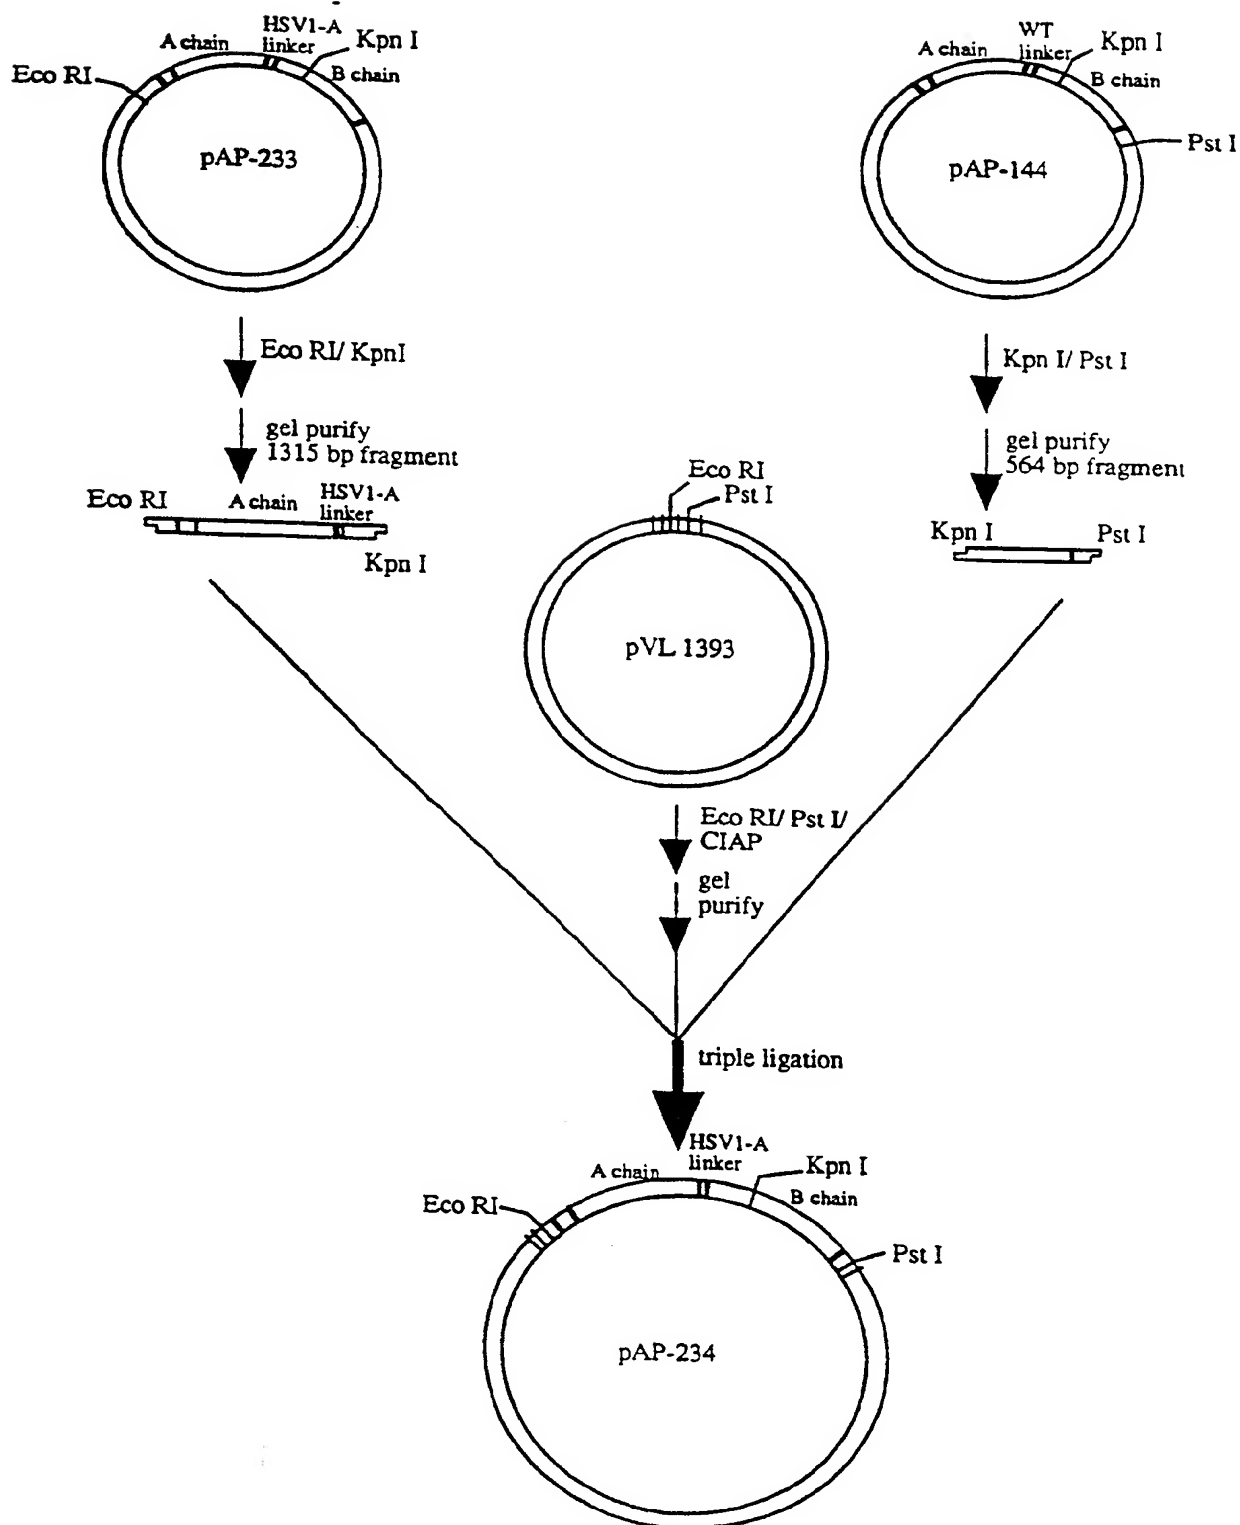 HSV1-A
linker
A chain
Kpn I
B chain
Eco RI
pAP-233
WT
linker
A chain
Kpn I
B chain
Pst I
pAP-144
Eco RI/ KpnI
gel purify
1315 bp fragment
Kpn I/ Pst I
gel purify
564 bp fragment
Eco RI
A chain
HSV1-A
linker
Kpn I
Eco RI
Pst I
Kpn I
Pst I
pVL 1393
Eco RI/ Pst I/
CIAP
gel
purify
triple ligation
HSV1-A
linker
A chain
Kpn I
B chain
Eco RI
Pst I
pAP-234